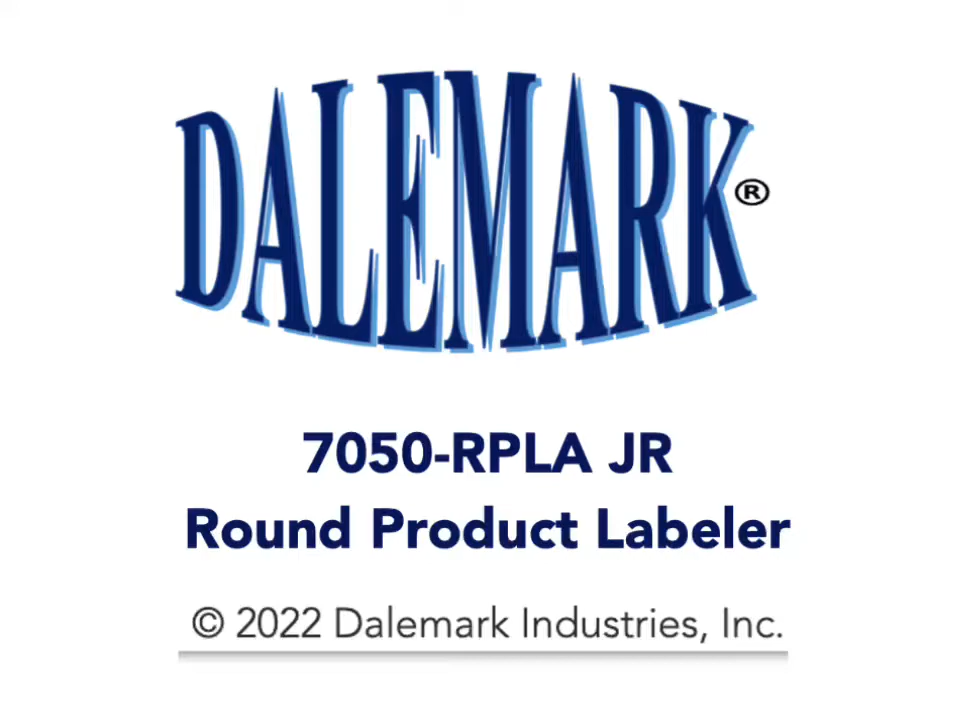 DALEMARK®
7050-RPLA JR
Round Product Labeler
© 2022 Dalemark Industries, Inc.